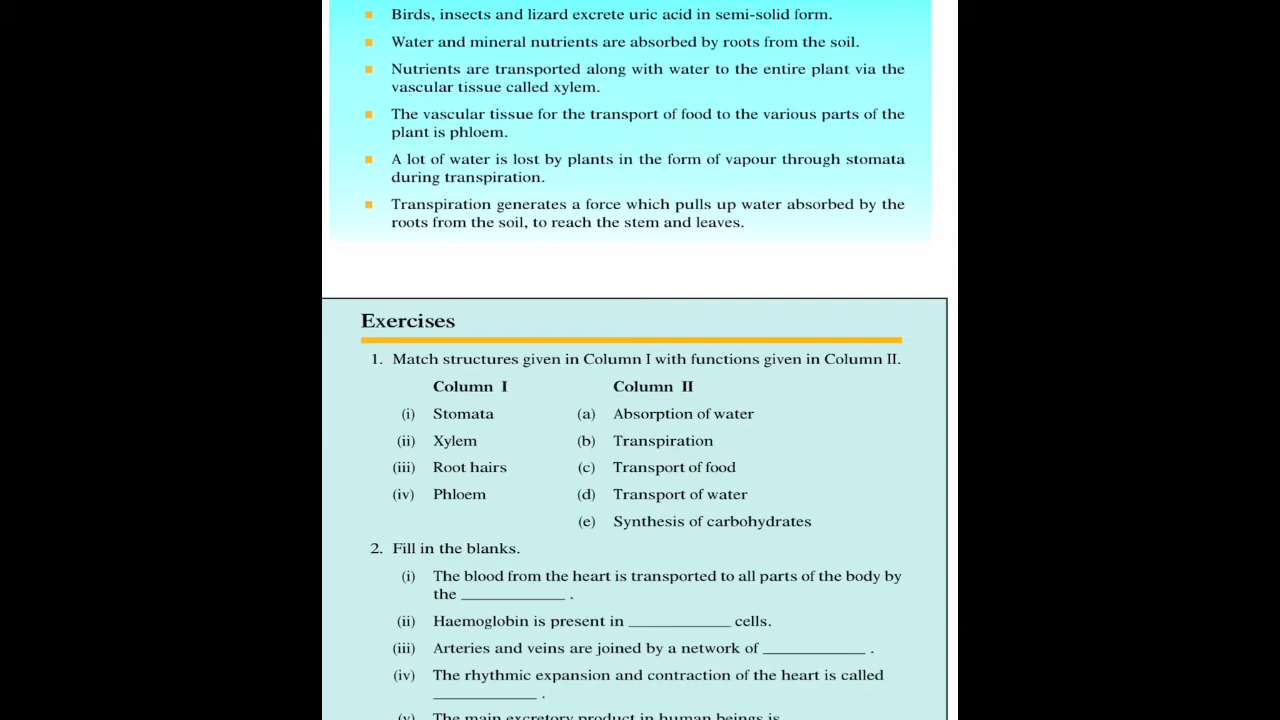 Birds, insects and lizard excrete uric acid in semi-solid form.
Water and mineral nutrients are absorbed by roots from the soil.
Nutrients are transported along with water to the entire plant via the
vascular tissue called xylem.
The vascular tissue for the transport of food to the various parts of the
plant is phloem.
A lot of water is lost by plants in the form of vapour through stomata
during transpiration.
Transpiration generates a force which pulls up water absorbed by the
roots from the soil, to reach the stem and leaves.
Exercises
1. Match structures given in Column I with functions given in Column II.
Column I Column II
(i) Stomata (a) Absorption of water
(ii) Xylem (b) Transpiration
(iii) Root hairs (c) Transport of food
(iv) Phloem (d) Transport of water
(e) Synthesis of carbohydrates
2. Fill in the blanks.
(i) The blood from the heart is transported to all parts of the body by
the ____________ .
(ii) Haemoglobin is present in ____________ cells.
(iii) Arteries and veins are joined by a network of ____________ .
(iv) The rhythmic expansion and contraction of the heart is called
____________ .
(v) The main excretory product in human beings is